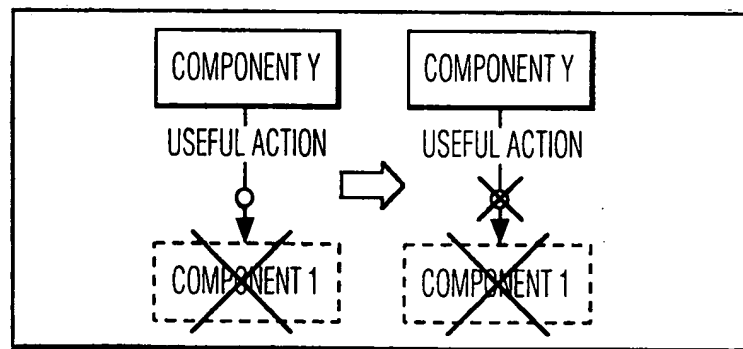 COMPONENT Y
USEFUL ACTION
COMPONENT 1
COMPONENT Y
USEFUL ACTION
COMPONENT 1